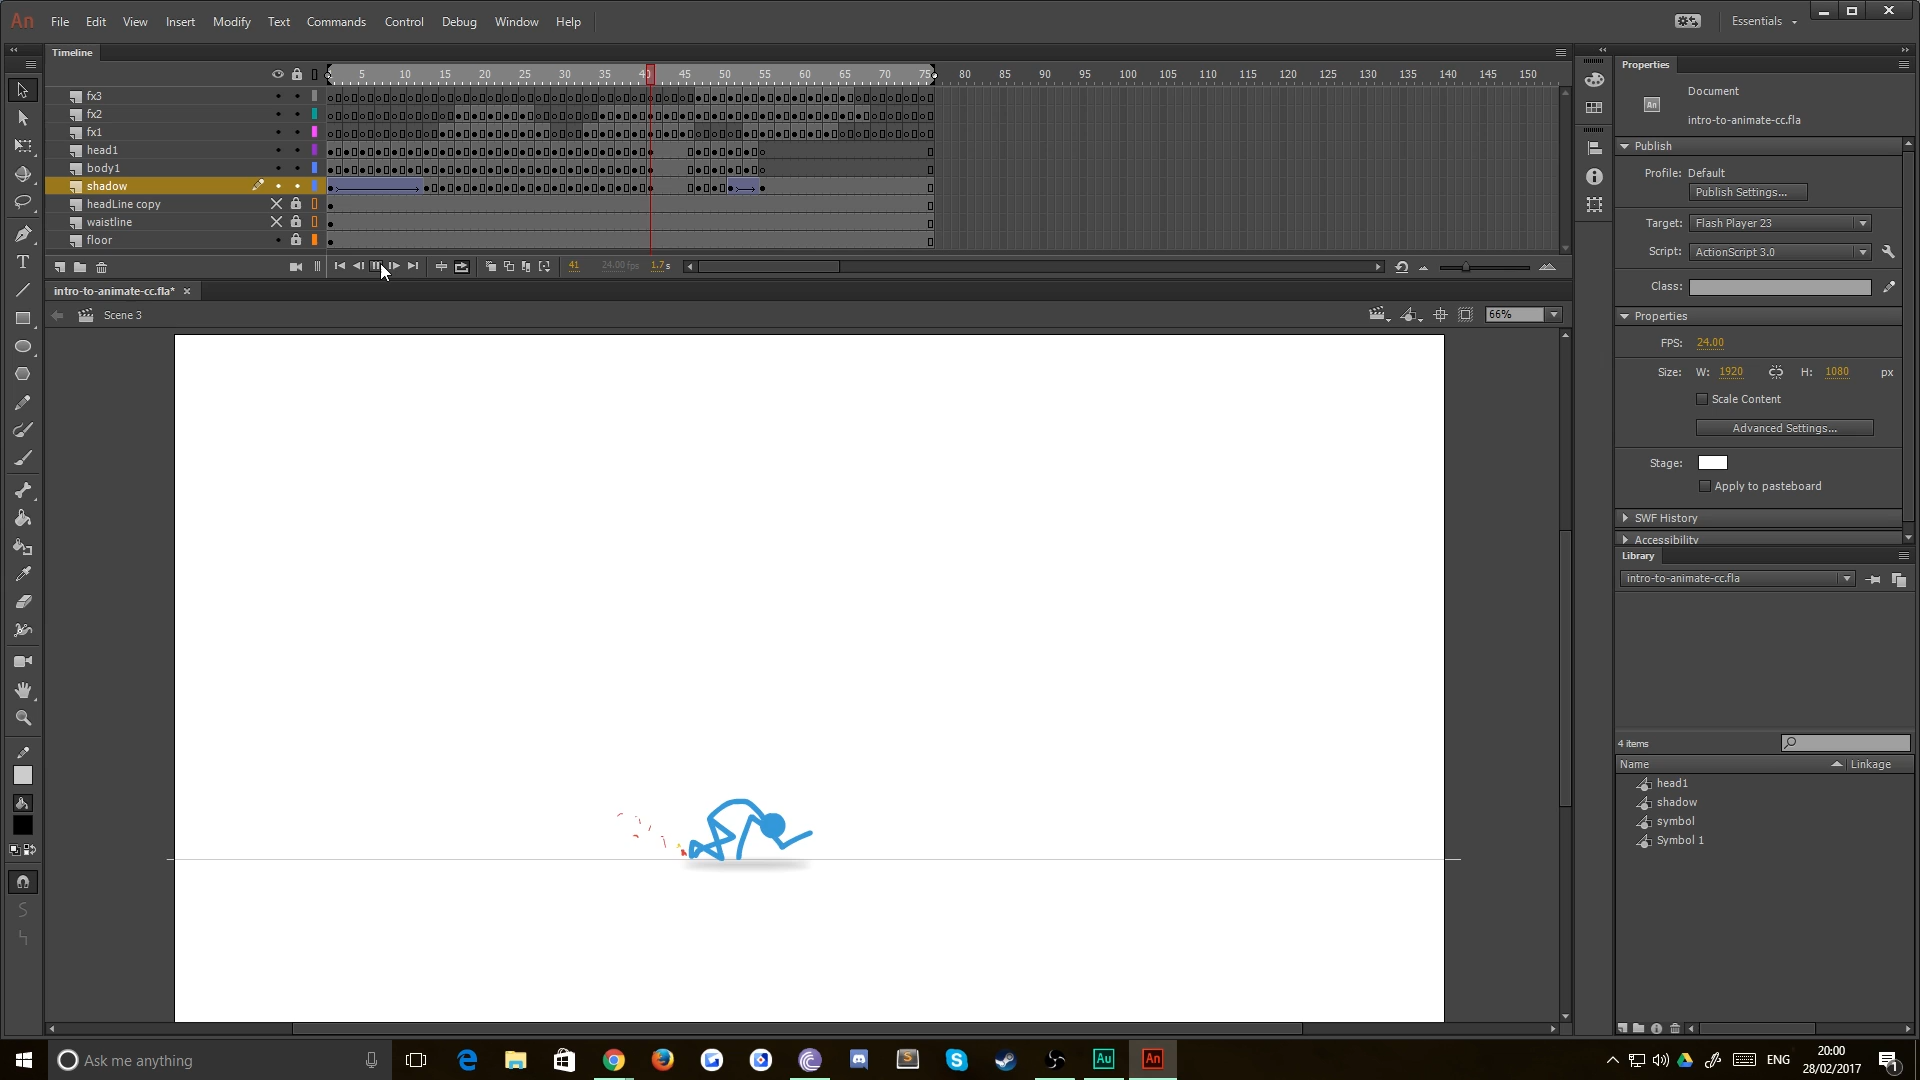 An File Edit View Insert Modify Text Commands Control Debug Window Help Essentials
Timeline
5 10 15 20 25 30 35 40 45 50 55 60 65 70 75 80 85 90 95 100 105 110 115 120 125 130 135 140 145 150
fx3
fx2
fx1
head1
body1
shadow
headLine copy
waistline
floor
41 24.00 fps 1.7 s
intro-to-animate-cc.fla*
Scene 3
66%
Properties
An
Document
intro-to-animate-cc.fla
Publish
Profile: Default
Publish Settings...
Target: Flash Player 23
Script: ActionScript 3.0
Class:
Properties
FPS: 24.00
Size: W: 1920 H: 1080 px
Scale Content
Advanced Settings...
Stage:
Apply to pasteboard
SWF History
Accessibility
Library
intro-to-animate-cc.fla
4 items
Name Linkage
head1
shadow
symbol
Symbol 1
Ask me anything
Au An
ENG
20:00
28/02/2017
1